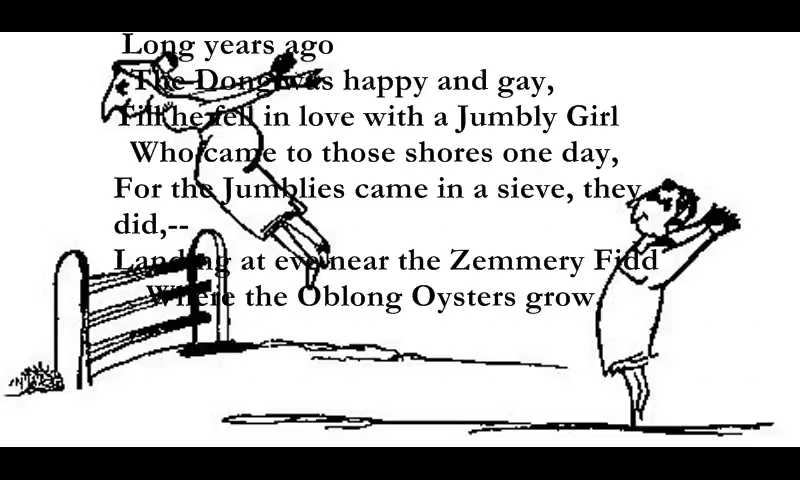 Long years ago
The Dong was happy and gay,
Till he fell in love with a Jumbly Girl
Who came to those shores one day,
For the Jumblies came in a sieve, they
did,--
Landing at eve near the Zemmery Fidd
Where the Oblong Oysters grow,